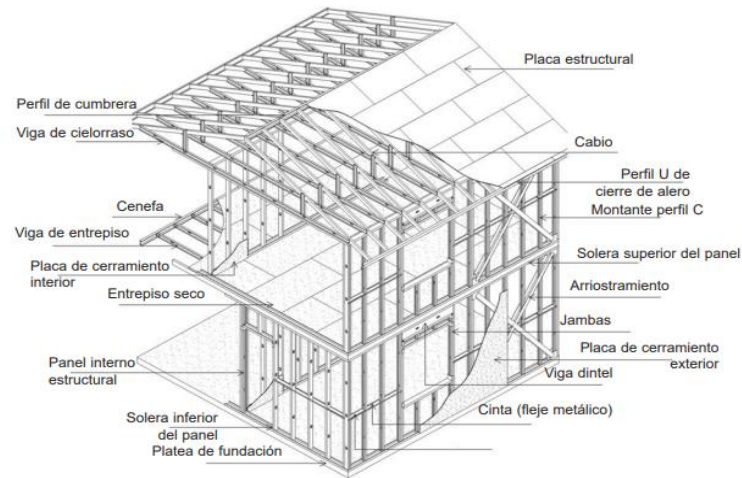 Placa estructural
Perfil de cumbrera
Viga de cielorraso
Cabio
Perfil U de
cierre de alero
Cenefa
Montante perfil C
Viga de entrepiso
Solera superior del panel
Placa de cerramiento
interior
Arriostramiento
Entrepiso seco
Jambas
Panel interno
estructural
Placa de cerramiento
exterior
Viga dintel
Cinta (fleje metálico)
Solera inferior
del panel
Platea de fundación